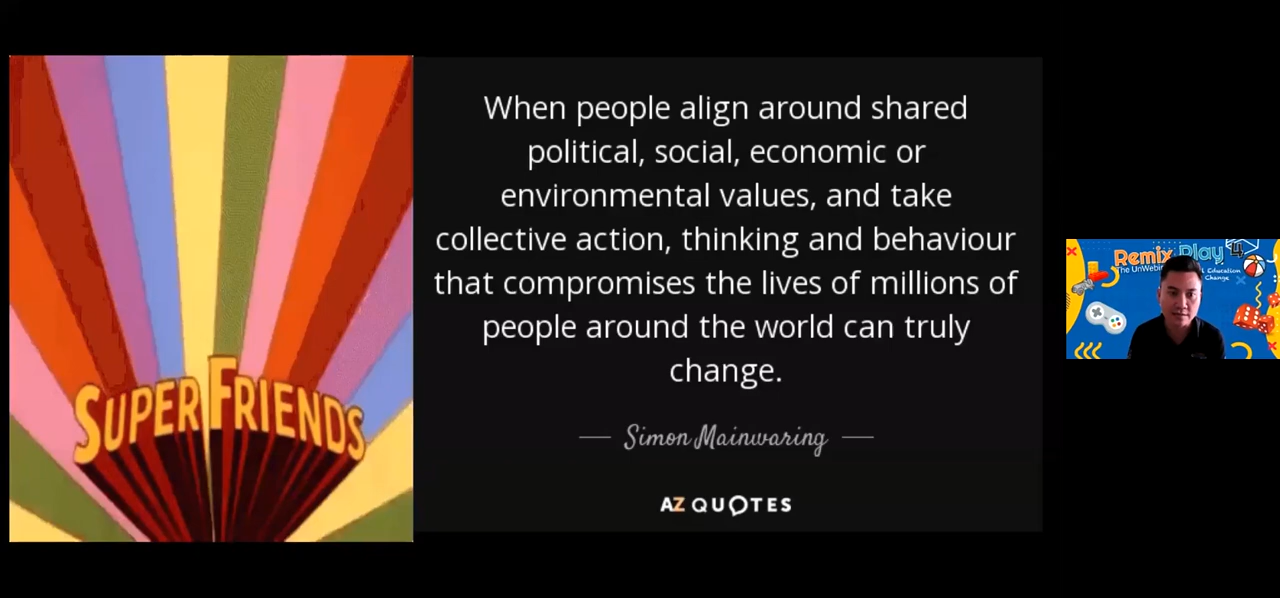 SUPER FRIENDS
When people align around shared
political, social, economic or
environmental values, and take
collective action, thinking and behaviour
that compromises the lives of millions of
people around the world can truly
change.
Simon Mainwaring
AZ QUOTES
Remix Play 4
The UnWebin
Education
Change